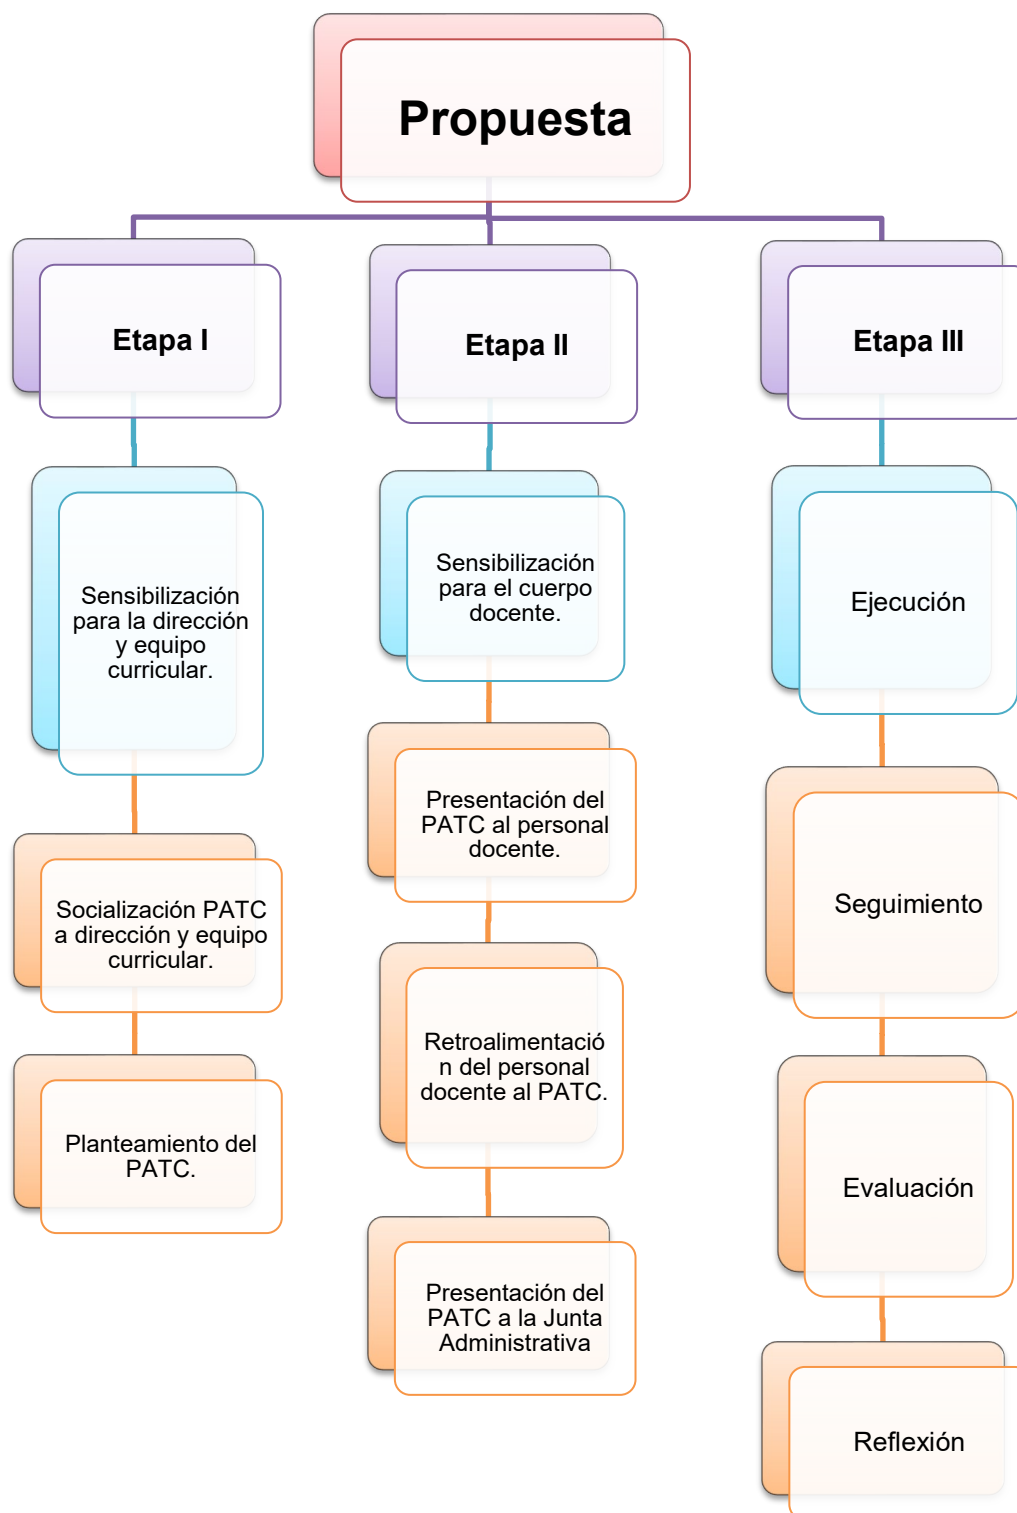 Propuesta
Etapa I
Sensibilización
para la dirección
y equipo
curricular.
Socialización PATC
a dirección y equipo
curricular.
Planteamiento del
PATC.
Etapa II
Sensibilización
para el cuerpo
docente.
Presentación del
PATC al personal
docente.
Retroalimentació
n del personal
docente al PATC.
Presentación del
PATC a la Junta
Administrativa
Etapa III
Ejecución
Seguimiento
Evaluación
Reflexión